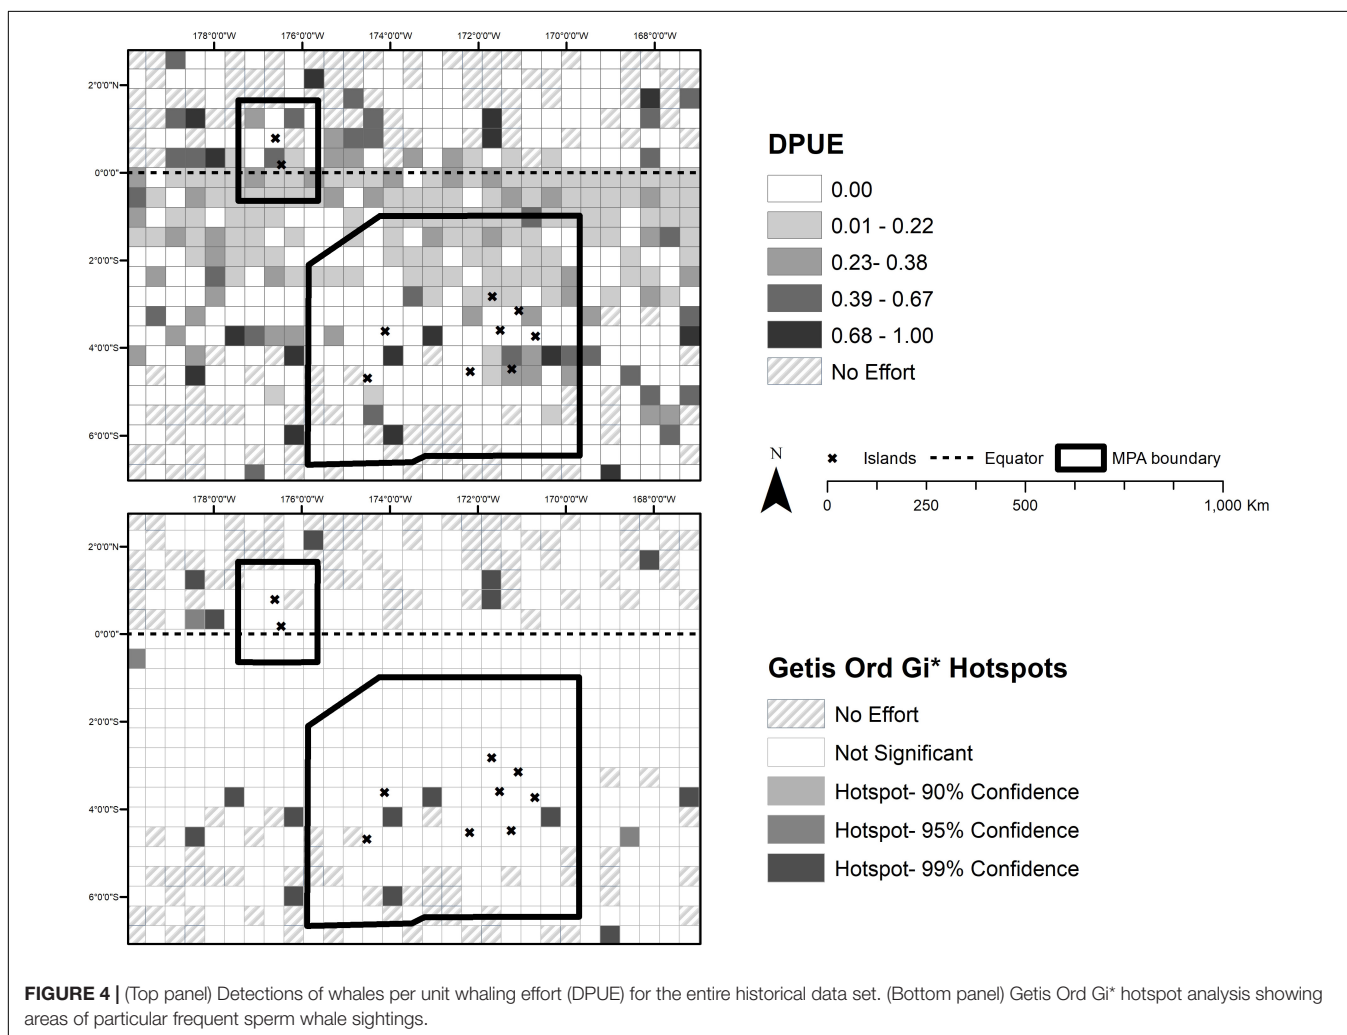 178°0'0"W 176°0'0"W 174°0'0"W 172°0'0"W 170°0'0"W 168°0'0"W
2°0'0"N
0°0'0"
2°0'0"S
4°0'0"S
6°0'0"S
178°0'0"W 176°0'0"W 174°0'0"W 172°0'0"W 170°0'0"W 168°0'0"W
2°0'0"N
0°0'0"
2°0'0"S
4°0'0"S
6°0'0"S
DPUE
0.00
0.01 - 0.22
0.23- 0.38
0.39 - 0.67
0.68 - 1.00
No Effort
N
Islands Equator MPA boundary
0 250 500 1,000 Km
Getis Ord Gi* Hotspots
No Effort
Not Significant
Hotspot- 90% Confidence
Hotspot- 95% Confidence
Hotspot- 99% Confidence
FIGURE 4 | (Top panel) Detections of whales per unit whaling effort (DPUE) for the entire historical data set. (Bottom panel) Getis Ord Gi* hotspot analysis showing
areas of particular frequent sperm whale sightings.